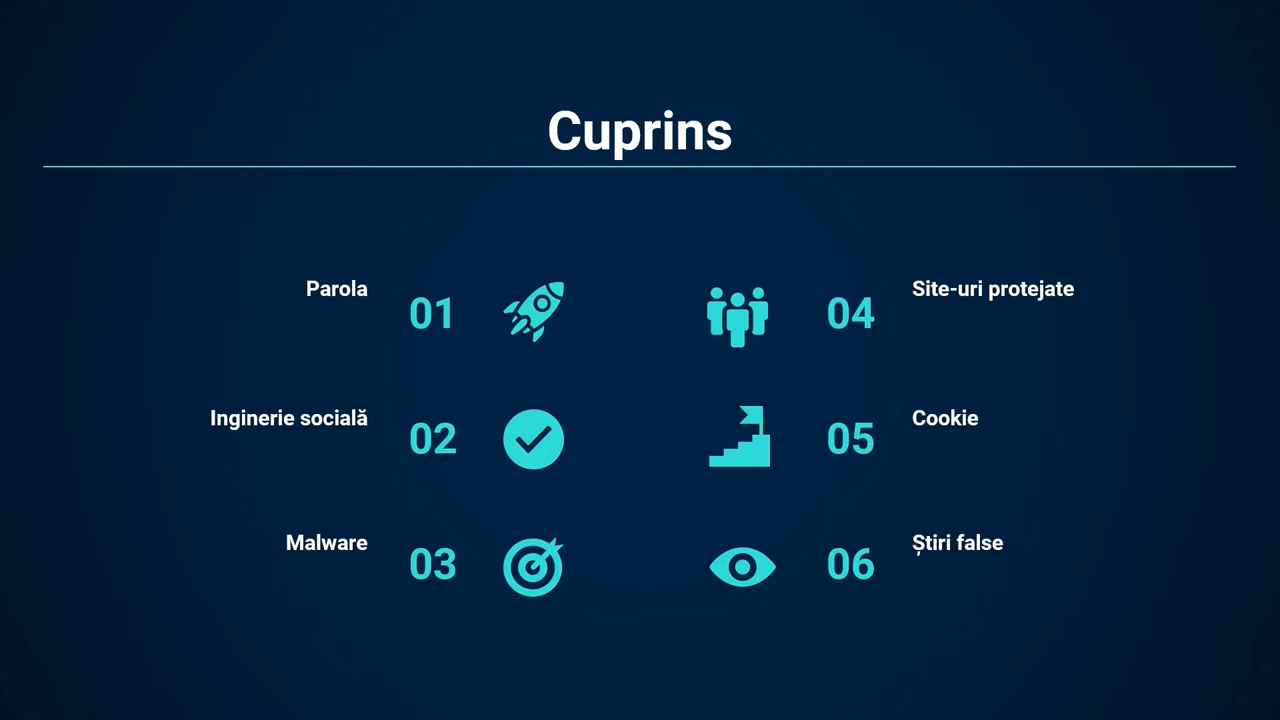 Cuprins
Parola
01
Inginerie socială
02
Malware
03
04
Site-uri protejate
05
Cookie
06
Știri false